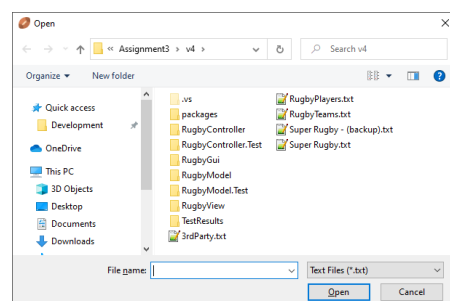 Open
« Assignment3 › v4 ›
Search v4
Organize
New folder
Quick access
Development
OneDrive
This PC
3D Objects
Desktop
Documents
Downloads
.vs
packages
RugbyController
RugbyController.Test
RugbyGui
RugbyModel
RugbyModel.Test
RugbyView
TestResults
3rdParty.txt
RugbyPlayers.txt
RugbyTeams.txt
Super Rugby - (backup).txt
Super Rugby.txt
File name:
Text Files (*.txt)
Open
Cancel